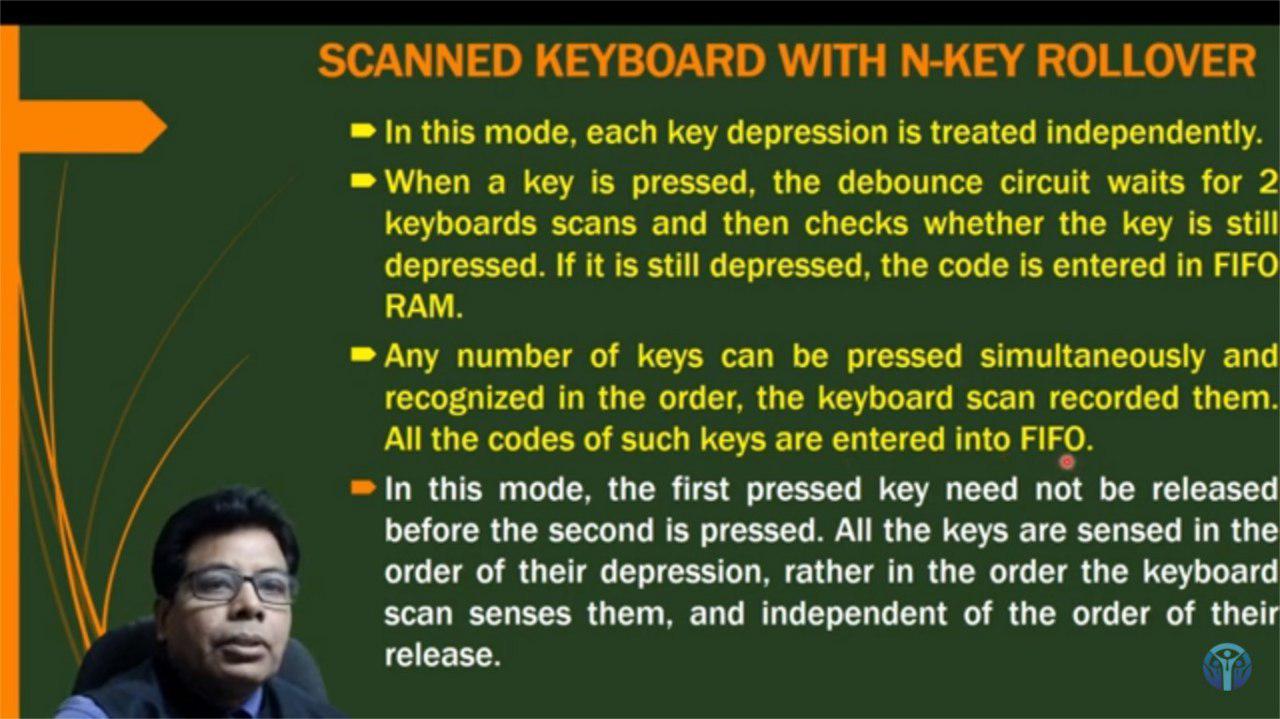 SCANNED KEYBOARD WITH N-KEY ROLLOVER
In this mode, each key depression is treated independently.
When a key is pressed, the debounce circuit waits for 2
keyboards scans and then checks whether the key is still
depressed. If it is still depressed, the code is entered in FIFO
RAM.
Any number of keys can be pressed simultaneously and
recognized in the order, the keyboard scan recorded them.
All the codes of such keys are entered into FIFO.
In this mode, the first pressed key need not be released
before the second is pressed. All the keys are sensed in the
order of their depression, rather in the order the keyboard
scan senses them, and independent of the order of their
release.